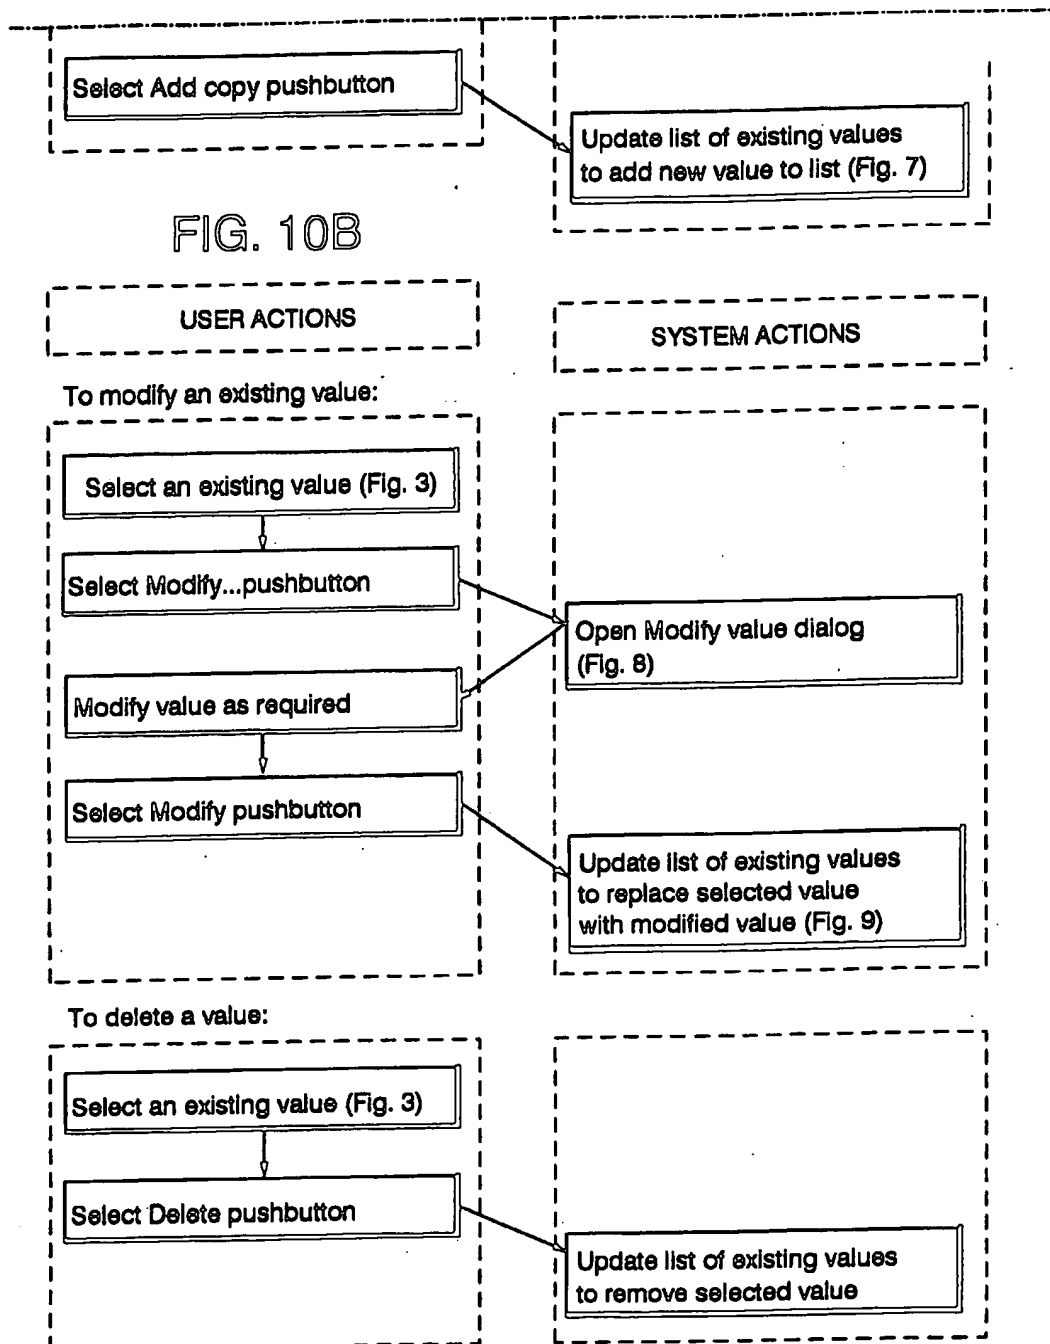 Select Add copy pushbutton
Update list of existing values
to add new value to list (Fig. 7)
FIG. 10B
USER ACTIONS
SYSTEM ACTIONS
To modify an existing value:
Select an existing value (Fig. 3)
Select Modify...pushbutton
Open Modify value dialog
(Fig. 8)
Modify value as required
Select Modify pushbutton
Update list of existing values
to replace selected value
with modified value (Fig. 9)
To delete a value:
Select an existing value (Fig. 3)
Select Delete pushbutton
Update list of existing values
to remove selected value